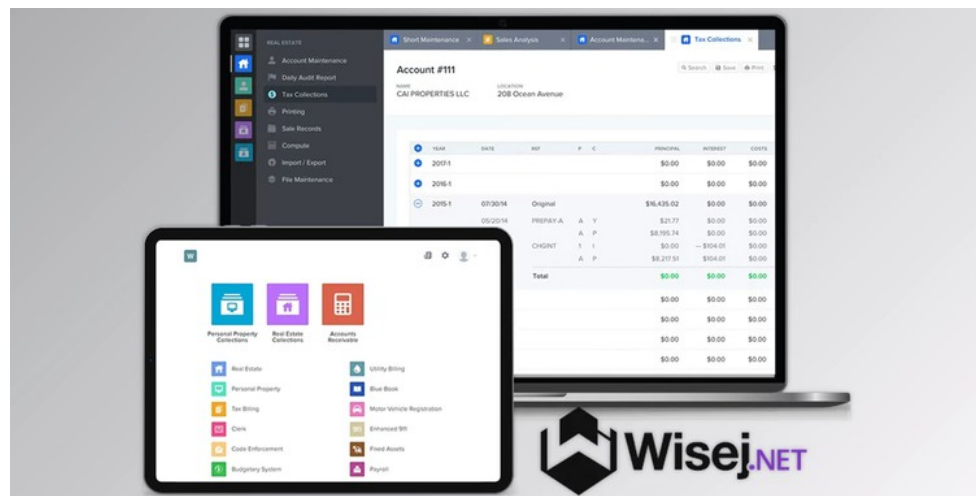 REAL ESTATE
Account Maintenance
Daily Audit Report
Tax Collections
Printing
Sale Records
Compute
Import / Export
File Maintenance
Short Maintenance ×
Sales Analysis ×
Account Maintena... ×
Tax Collections ×
Account #111
Search Save Print
NAME LOCATION
CAI PROPERTIES LLC 208 Ocean Avenue
YEAR DATE REF P C PRINCIPAL INTEREST COSTS
2017-1 $0.00 $0.00 $0.00
2016-1 $0.00 $0.00 $0.00
2015-1 07/30/14 Original $16,435.02 $0.00 $0.00
05/20/14 PREPAY-A A Y $21.77 $0.00 $0.00
A P $8,195.74 $0.00 $0.00
CHGINT 1 I $0.00 — $104.01 $0.00
A P $8,217.51 $104.01 $0.00
Total $0.00 $0.00 $0.00
$0.00 $0.00 $0.00
$0.00 $0.00 $0.00
$0.00 $0.00 $0.00
$0.00 $0.00 $0.00
W
Personal Property Collections
Real Estate Collections
Accounts Receivable
Real Estate
Utility Billing
Personal Property
Blue Book
Tax Billing
Motor Vehicle Registration
Clerk
Enhanced 911
Code Enforcement
Fixed Assets
Budgetary System
Payroll
Wisej.NET